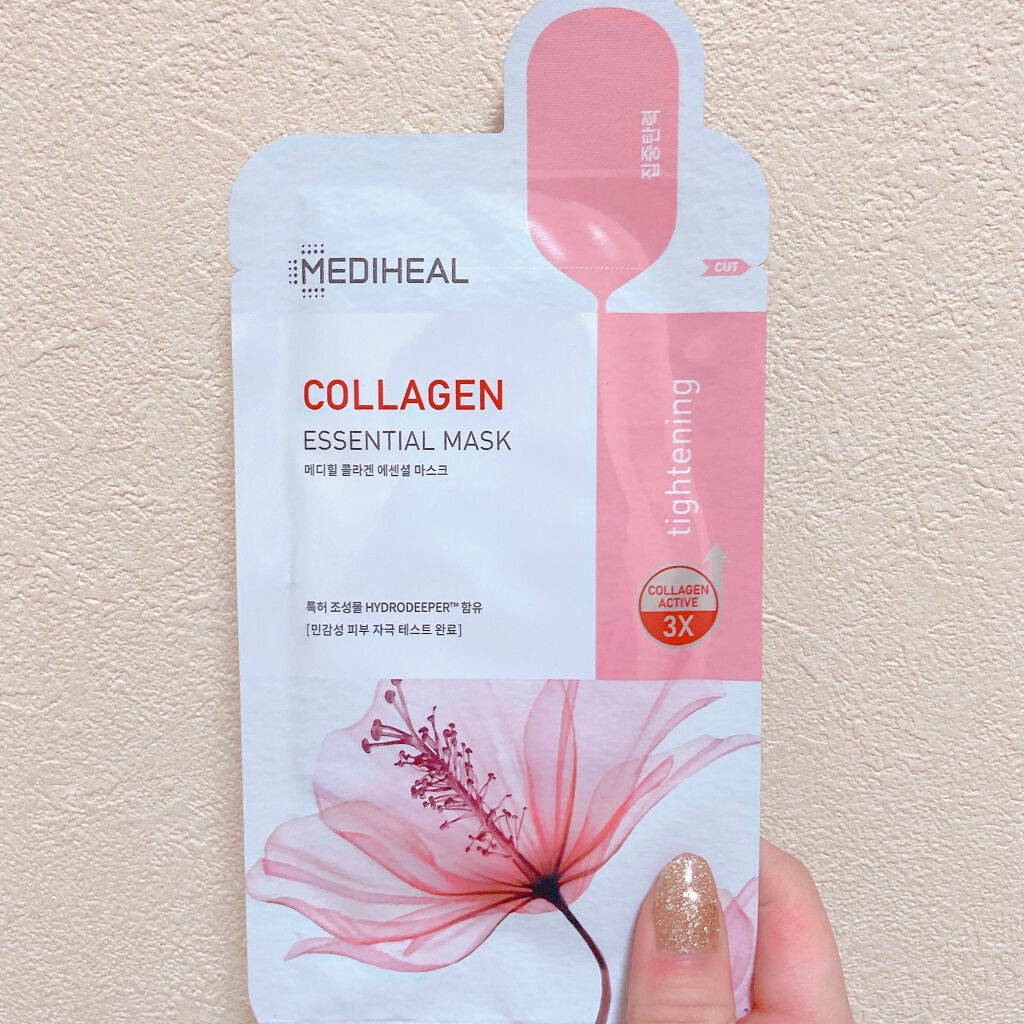 집중탄력
MEDIHEAL
CUT
COLLAGEN
ESSENTIAL MASK
메디힐 콜라겐 에센셜 마스크
tightening
COLLAGEN
ACTIVE
3X
특허 조성물 HYDRODEEPER™ 함유
[민감성 피부 자극 테스트 완료]